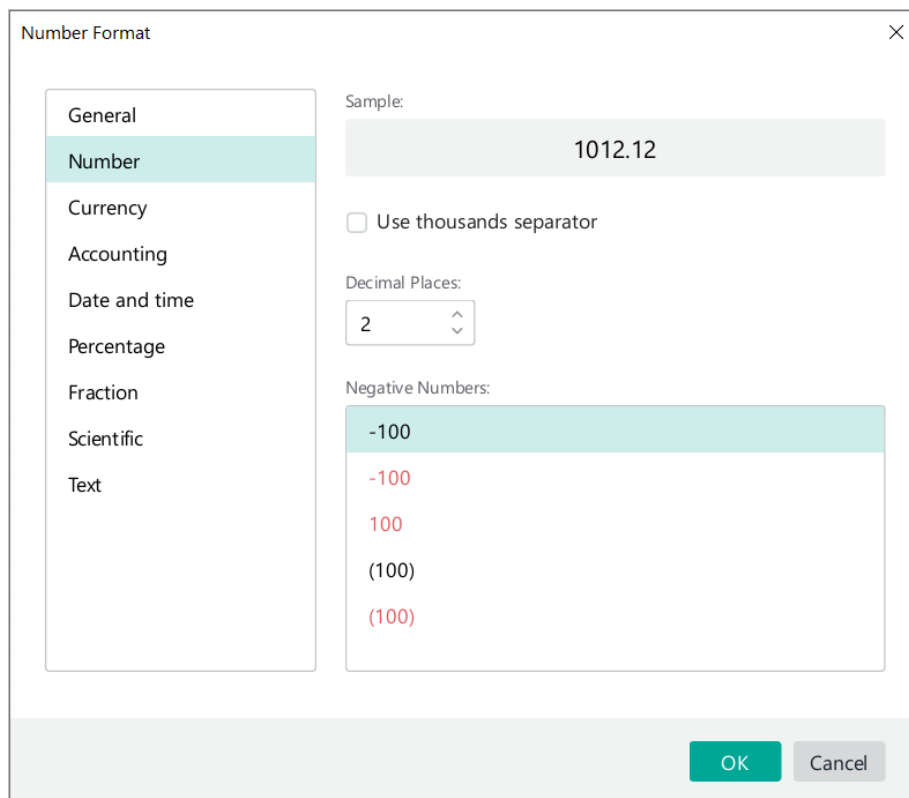 Number Format
General
Number
Currency
Accounting
Date and time
Percentage
Fraction
Scientific
Text
Sample:
1012.12
Use thousands separator
Decimal Places:
2
Negative Numbers:
-100
-100
100
(100)
(100)
OK
Cancel